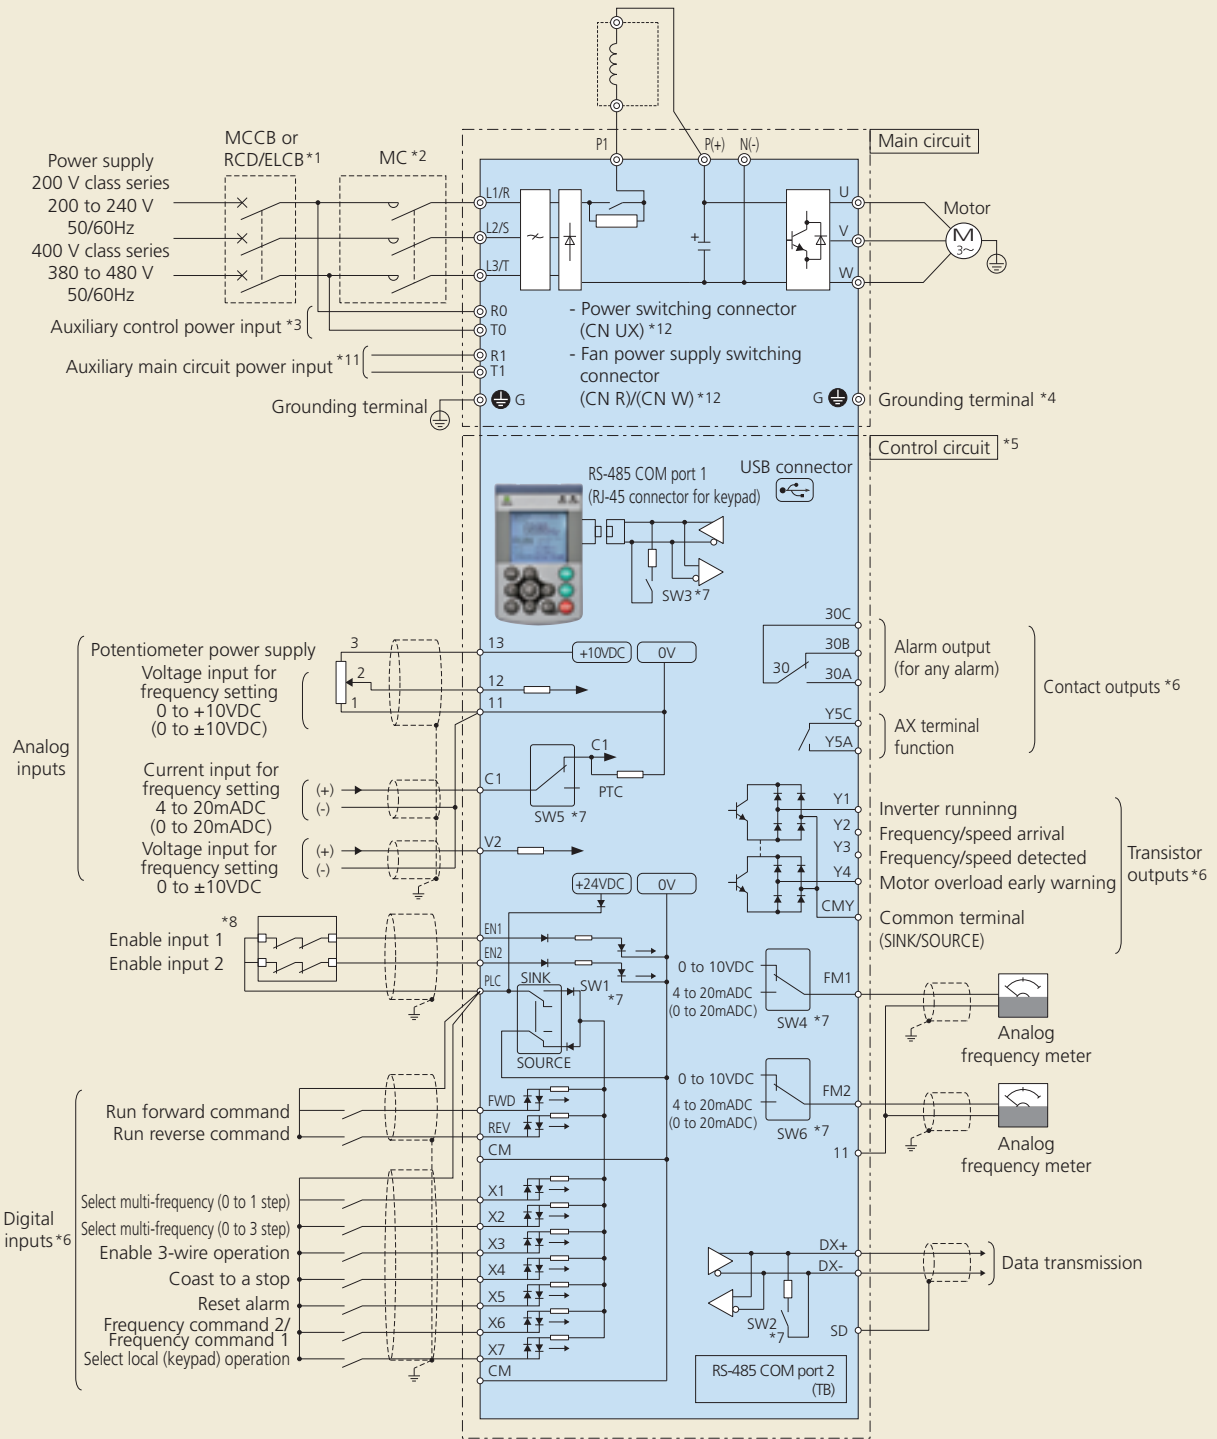 P1
P(+)
N(-)
Main circuit
MCCB or
RCD/ELCB*1
MC *2
Power supply
200 V class series
200 to 240 V
50/60Hz
400 V class series
380 to 480 V
50/60Hz
L1/R
L2/S
L3/T
U
V
W
Motor
M
3~
+
R0
T0
Auxiliary control power input *3
R1
T1
Auxiliary main circuit power input *11
- Power switching connector
(CN UX) *12
- Fan power supply switching
connector
(CN R)/(CN W) *12
Grounding terminal
G
G
Grounding terminal *4
Control circuit
*5
RS-485 COM port 1
(RJ-45 connector for keypad)
USB connector
SW3 *7
Analog
inputs
Potentiometer power supply
Voltage input for
frequency setting
0 to +10VDC
(0 to ±10VDC)
3
2
1
13
12
11
+10VDC
0V
Current input for
frequency setting
4 to 20mADC
(0 to 20mADC)
(+)
(-)
C1
C1
PTC
SW5 *7
Voltage input for
frequency setting
0 to ±10VDC
(+)
(-)
V2
+24VDC
0V
30C
30B
30
30A
Alarm output
(for any alarm)
Y5C
Y5A
AX terminal
function
Contact outputs *6
Y1
Y2
Y3
Y4
CMY
Inverter runninng
Frequency/speed arrival
Frequency/speed detected
Motor overload early warning
Common terminal
(SINK/SOURCE)
Transistor
outputs *6
*8
Enable input 1
Enable input 2
EN1
EN2
PLC
SINK
SW1
*7
SOURCE
0 to 10VDC
4 to 20mADC
(0 to 20mADC)
SW4 *7
FM1
Analog
frequency meter
0 to 10VDC
4 to 20mADC
(0 to 20mADC)
SW6 *7
FM2
11
Analog
frequency meter
Digital
inputs *6
Run forward command
Run reverse command
FWD
REV
CM
Select multi-frequency (0 to 1 step)
Select multi-frequency (0 to 3 step)
Enable 3-wire operation
Coast to a stop
Reset alarm
Frequency command 2/
Frequency command 1
Select local (keypad) operation
X1
X2
X3
X4
X5
X6
X7
CM
DX+
DX-
SD
SW2
*7
Data transmission
RS-485 COM port 2
(TB)